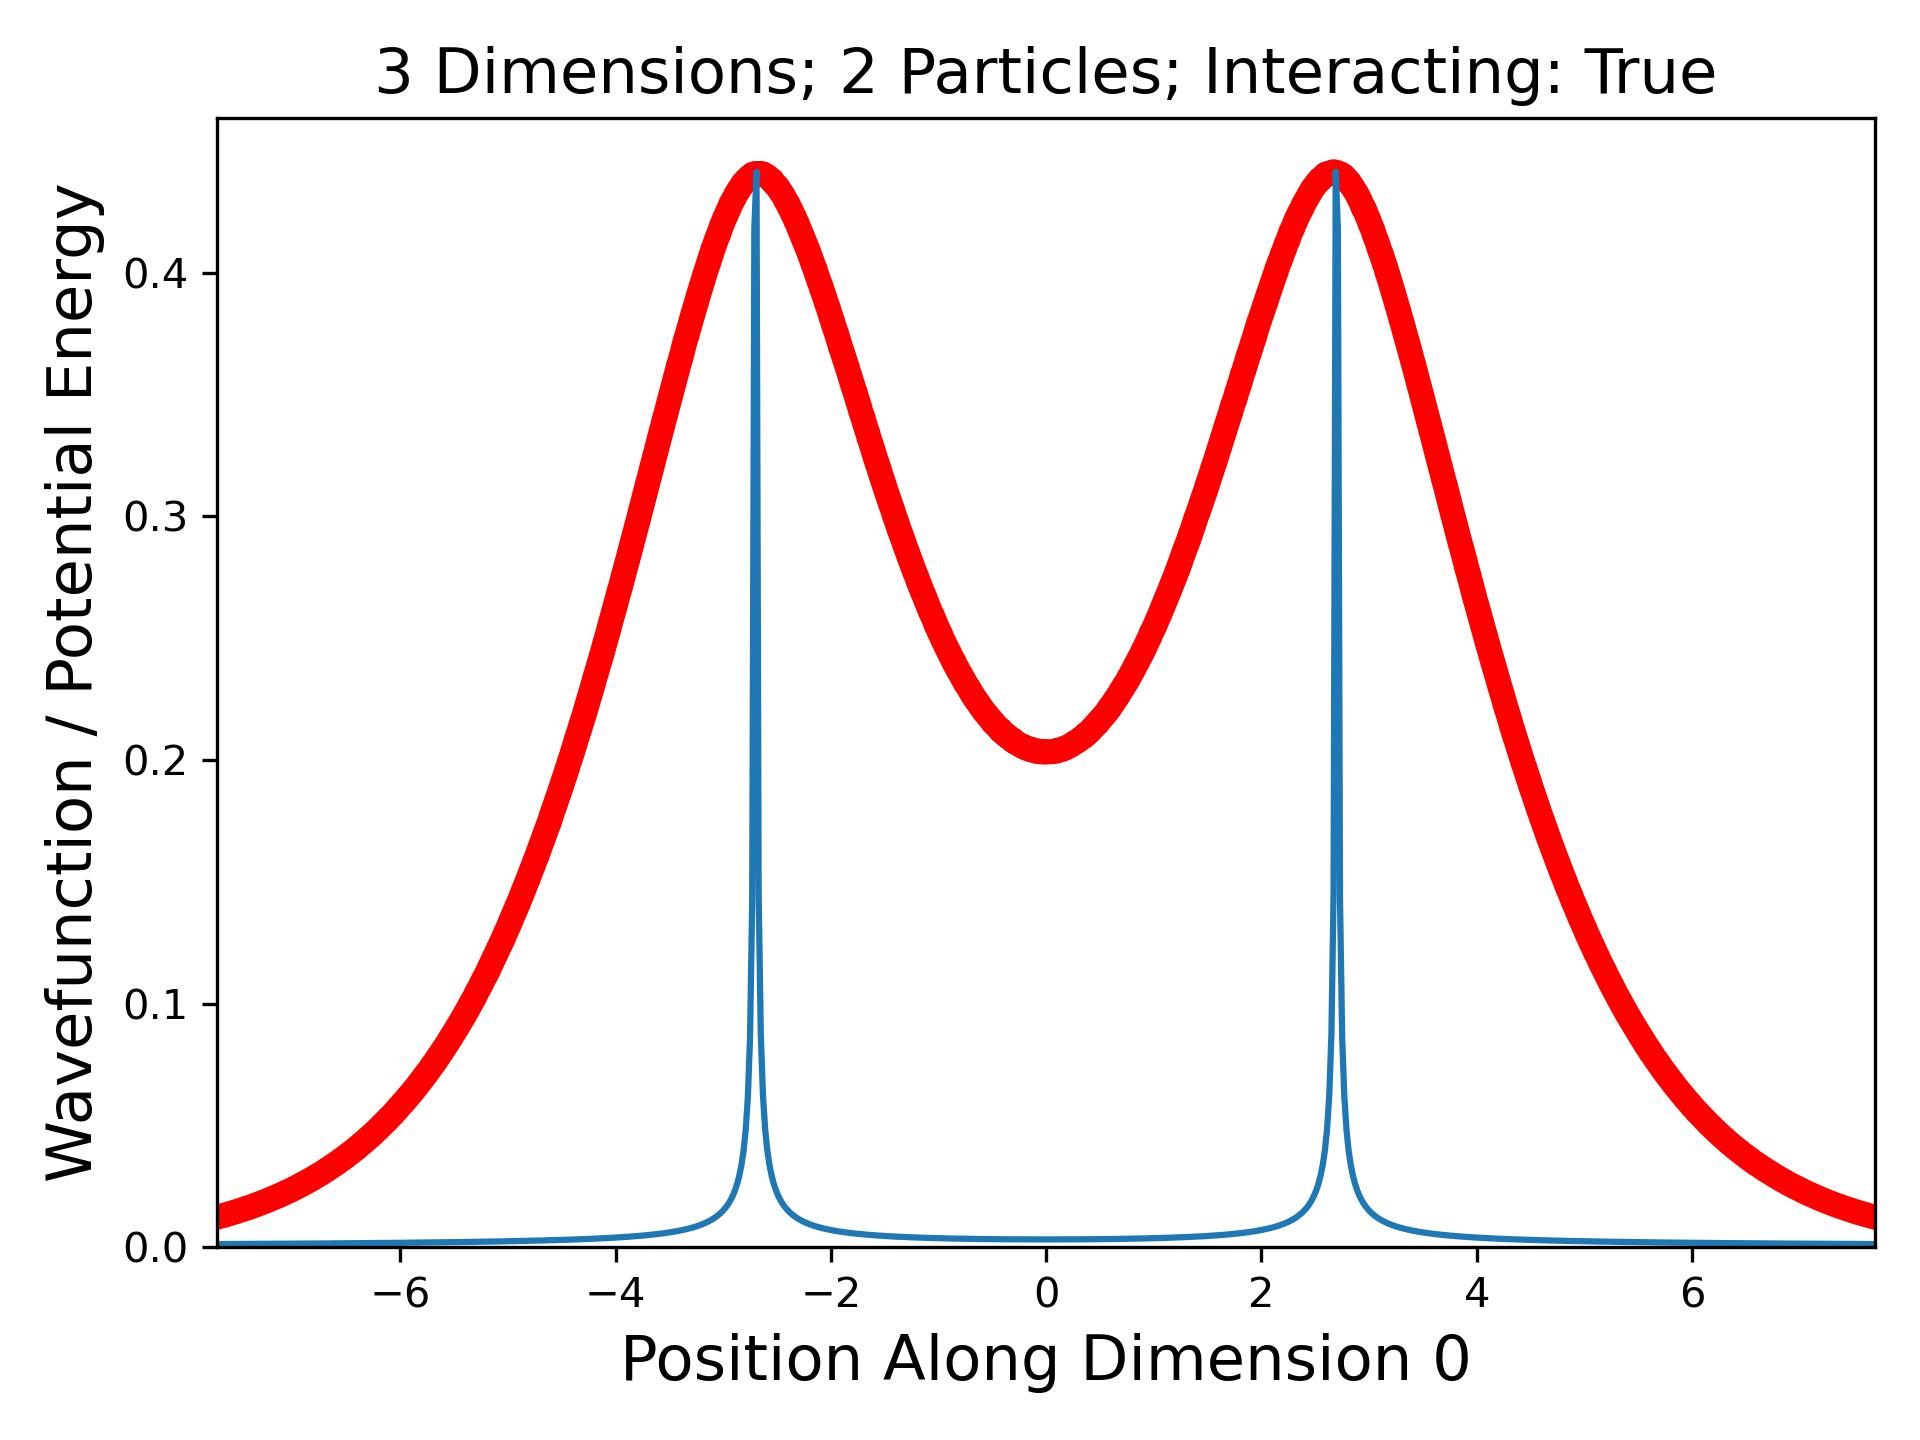 3 Dimensions; 2 Particles; Interacting: True
Wavefunction / Potential Energy
0.4
0.3
0.2
0.1
0.0
−6 −4 −2 0 2 4 6
Position Along Dimension 0